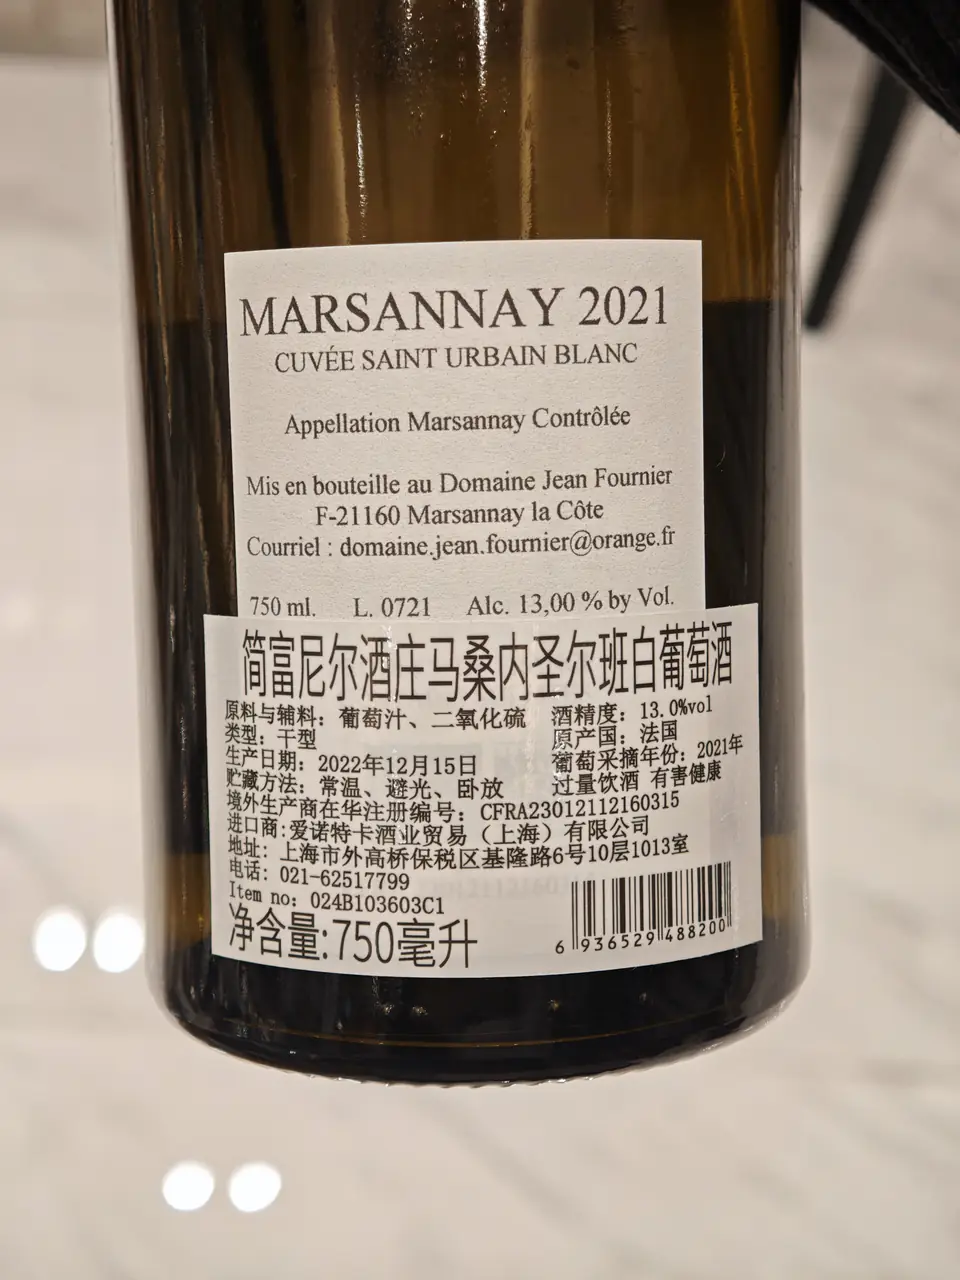 MARSANNAY 2021
CUVÉE SAINT URBAIN BLANC
Appellation Marsannay Contrôlée
Mis en bouteille au Domaine Jean Fournier
F-21160 Marsannay la Côte
Courriel : domaine.jean.fournier@orange.fr
750 ml. L. 0721 Alc. 13,00 % by Vol.
简富尼尔酒庄马桑内圣尔班白葡萄酒
原料与辅料：葡萄汁、二氧化硫 酒精度：13.0%vol
类型：干型 原产国：法国
生产日期：2022年12月15日 葡萄采摘年份：2021年
贮藏方法：常温、避光、卧放 过量饮酒 有害健康
境外生产商在华注册编号：CFRA23012112160315
进口商:爱诺特卡酒业贸易（上海）有限公司
地址：上海市外高桥保税区基隆路6号10层1013室
电话：021-62517799
Item no：024B103603C1
净含量:750毫升
6 936529 488200